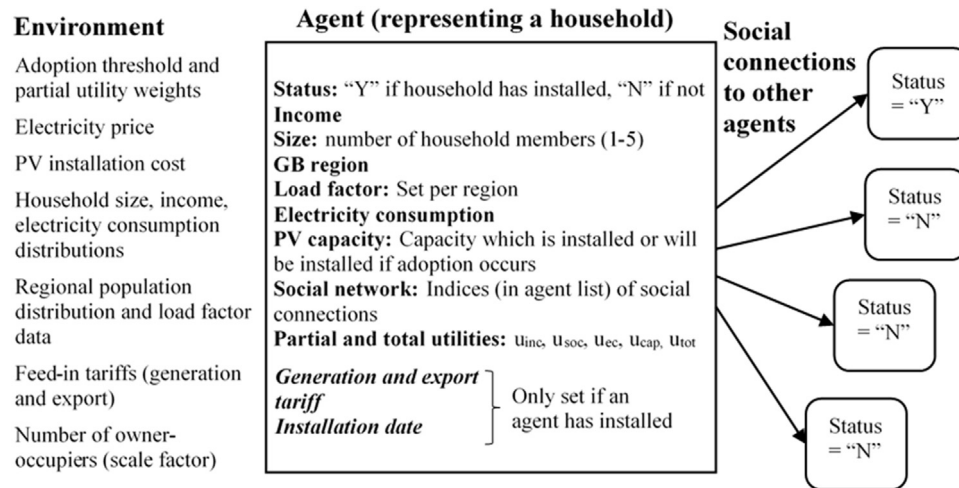 Environment
Adoption threshold and
partial utility weights
Electricity price
PV installation cost
Household size, income,
electricity consumption
distributions
Regional population
distribution and load factor
data
Feed-in tariffs (generation
and export)
Number of owner-
occupiers (scale factor)
Agent (representing a household)
Status: “Y” if household has installed, “N” if not
Income
Size: number of household members (1-5)
GB region
Load factor: Set per region
Electricity consumption
PV capacity: Capacity which is installed or will
be installed if adoption occurs
Social network: Indices (in agent list) of social
connections
Partial and total utilities: uinc, usoc, uec, ucap, utot
Generation and export
tariff
Installation date
Only set if an
agent has installed
Social
connections
to other
agents
Status
= “Y”
Status
= “N”
Status
= “N”
Status
= “N”